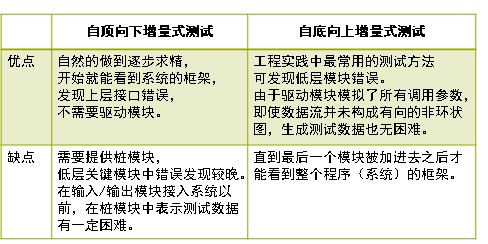 自顶向下增量式测试
自底向上增量式测试
优点
自然的做到逐步求精，
开始就能看到系统的框架，
发现上层接口错误，
不需要驱动模块。
工程实践中最常用的测试方法
可发现低层模块错误。
由于驱动模块模拟了所有调用参数，
即使数据流并未构成有向的非环状
图，生成测试数据也无困难。
缺点
需要提供桩模块，
低层关键模块中错误发现较晚。
在输入/输出模块接入系统以
前，在桩模块中表示测试数据
有一定困难。
直到最后一个模块被加进去之后才
能看到整个程序（系统）的框架。